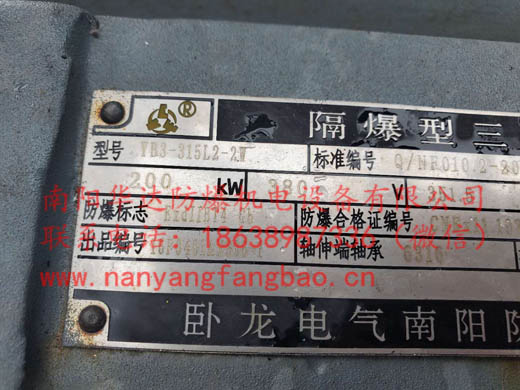 ®
隔爆型三
型号 YB3-315L2-2W 标准编号 Q/NF010.2-20
200 kW 380 V
南阳华达防爆机电设备有限公司
防爆标志 防爆合格证编号
联系电话: （微信）
出品编号 轴伸端轴承 6316
www.nanyangfangbao.cn
卧龙电气南阳防